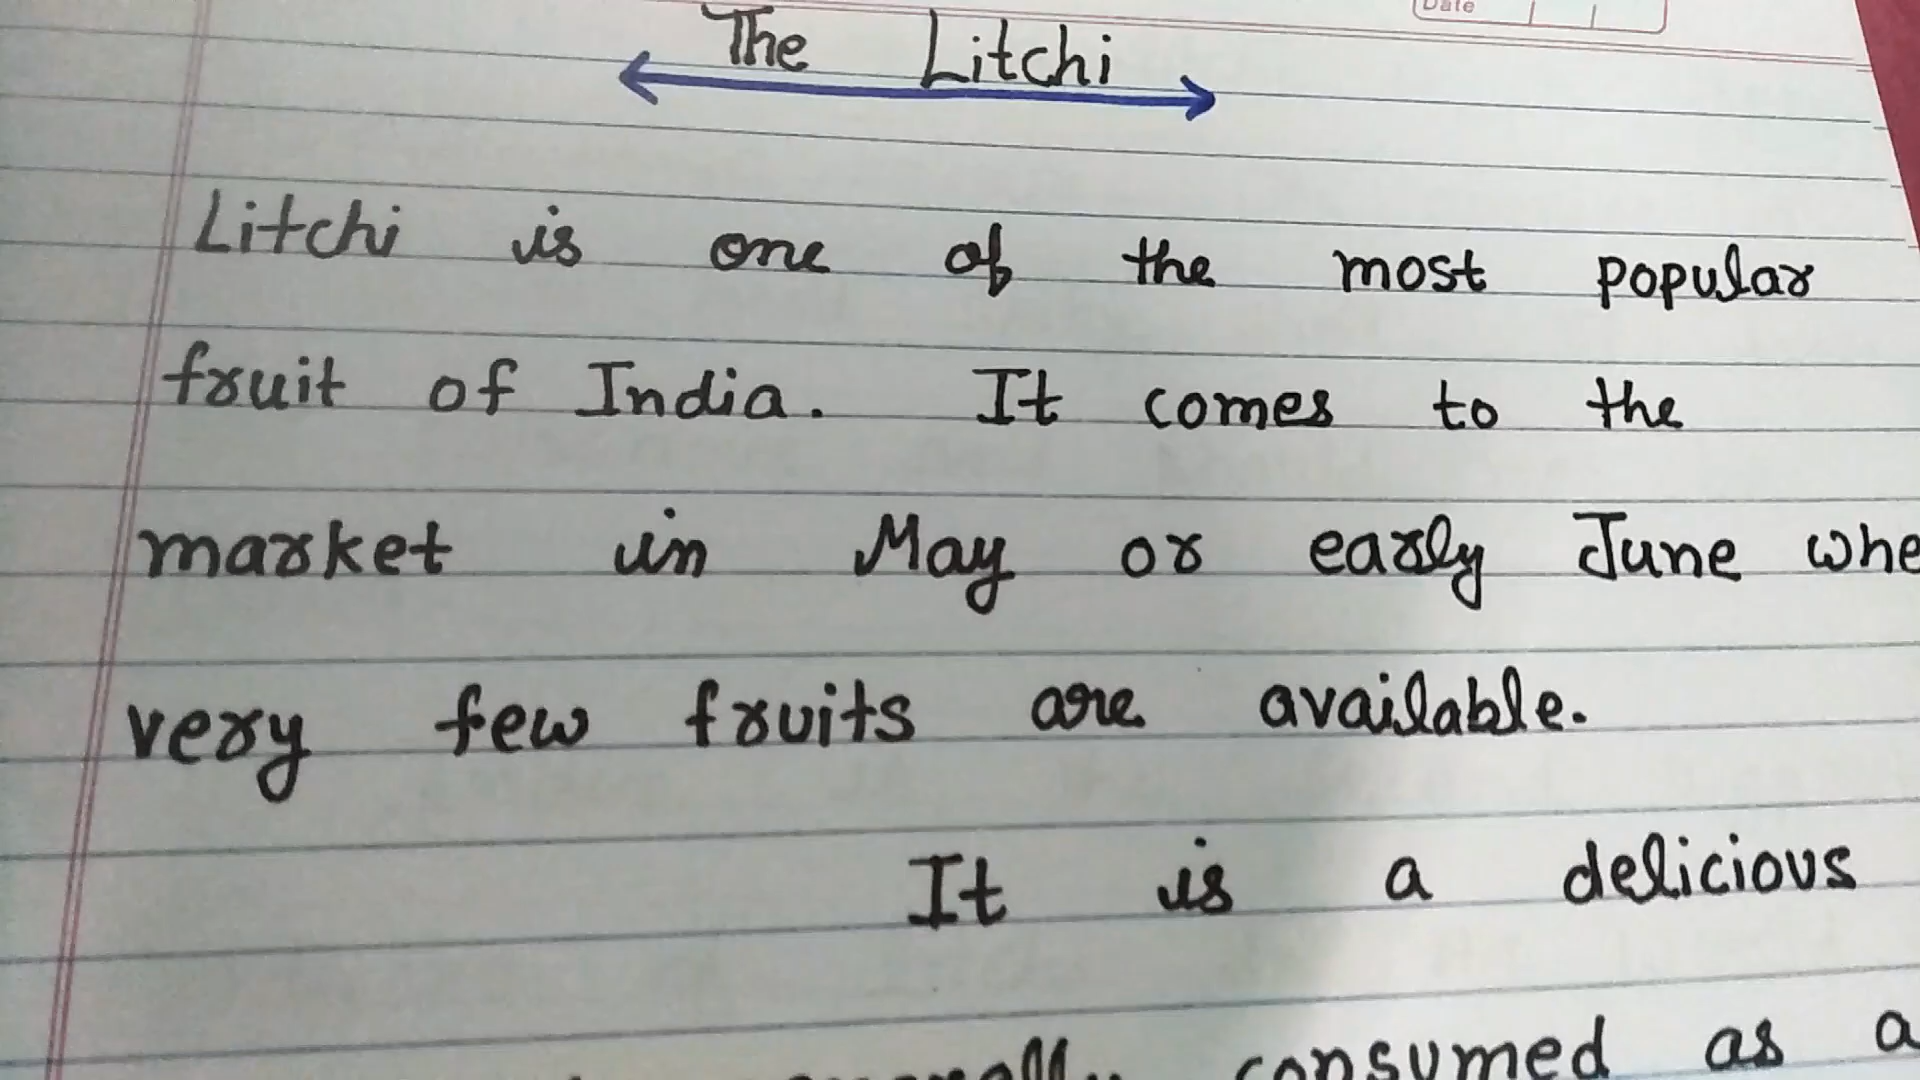 Date
The Litchi
Litchi is one of the most popular
fruit of India. It comes to the
market in May or early June whe
very few fruits are available.
It is a delicious
consumed as a